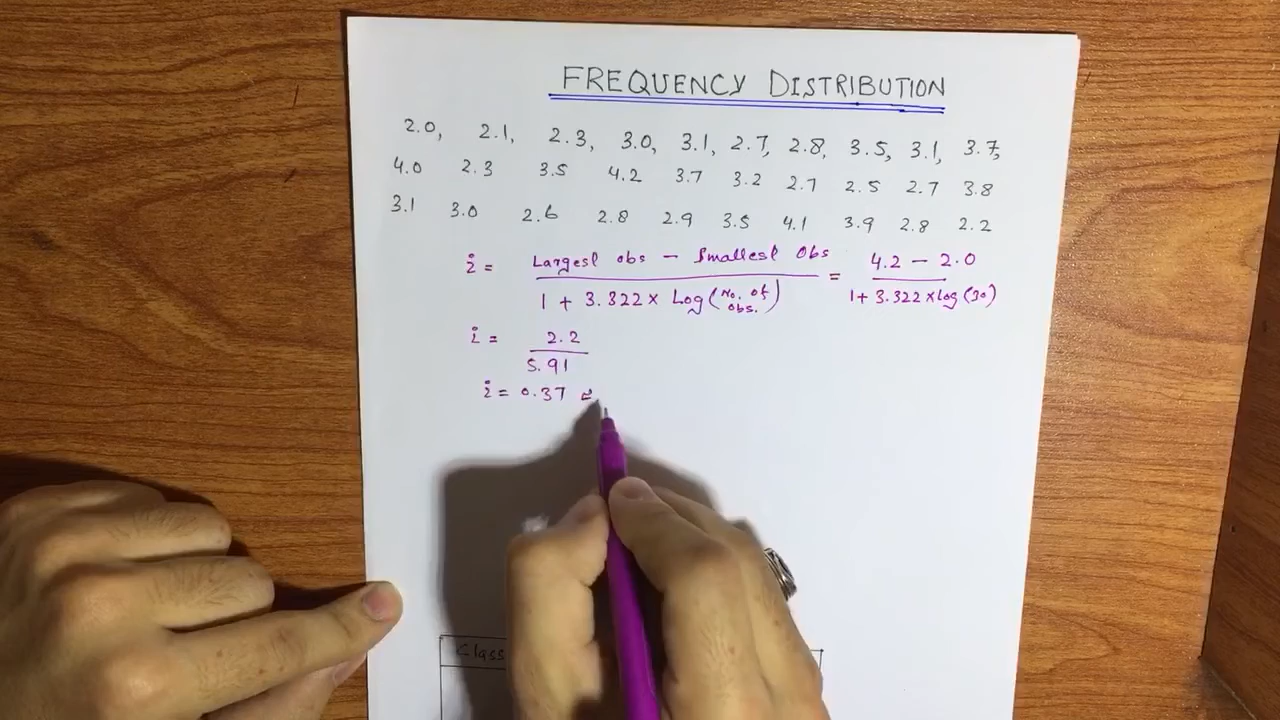 FREQUENCY DISTRIBUTION
2.0, 2.1, 2.3, 3.0, 3.1, 2.7, 2.8, 3.5, 3.1, 3.7,
4.0 2.3 3.5 4.2 3.7 3.2 2.7 2.5 2.7 3.8
3.1 3.0 2.6 2.8 2.9 3.5 4.1 3.9 2.8 2.2
i = Largest obs - Smallest Obs / 1 + 3.322 × Log (No. of obs.) = 4.2 - 2.0 / 1 + 3.322 × log (30)
i = 2.2 / 5.91
i = 0.37 ≅
Class